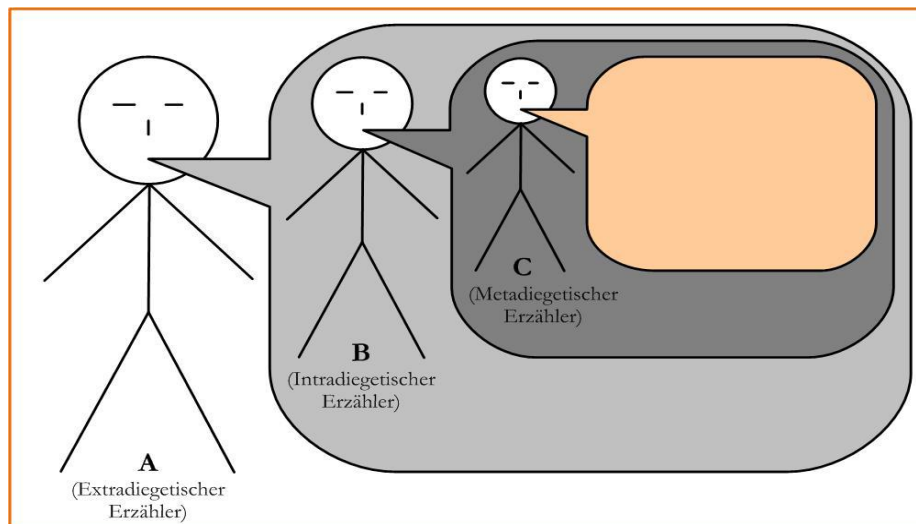 A
(Extradiegetischer
Erzähler)
B
(Intradiegetischer
Erzähler)
C
(Metadiegetischer
Erzähler)